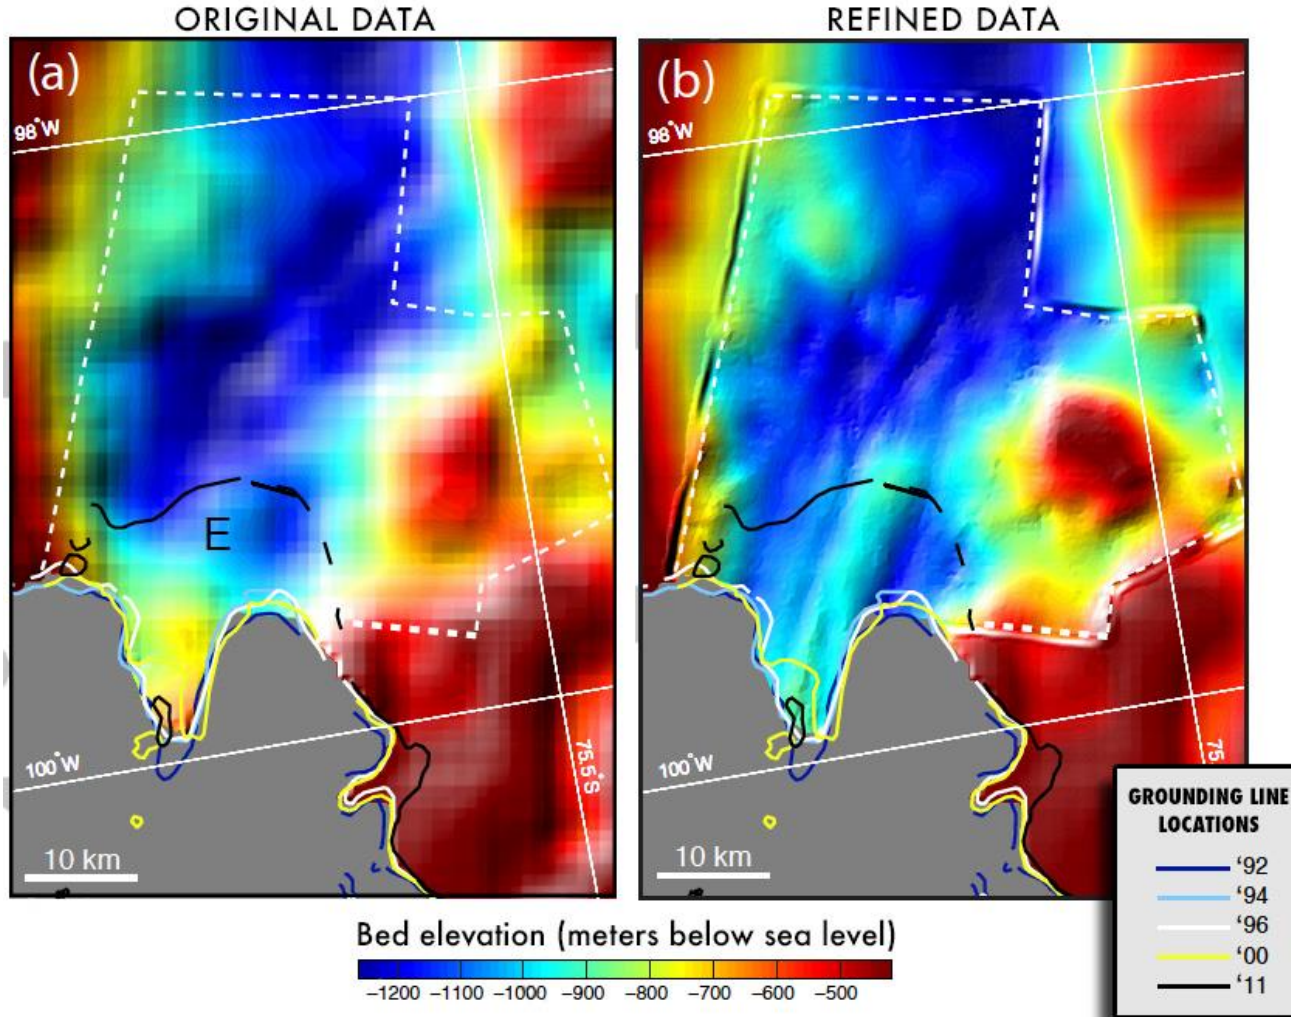 ORIGINAL DATA
REFINED DATA
(a)
(b)
98°W
98°W
E
100°W
100°W
75.5°S
75.
10 km
10 km
GROUNDING LINE
LOCATIONS
'92
'94
'96
'00
'11
Bed elevation (meters below sea level)
−1200 −1100 −1000 −900 −800 −700 −600 −500